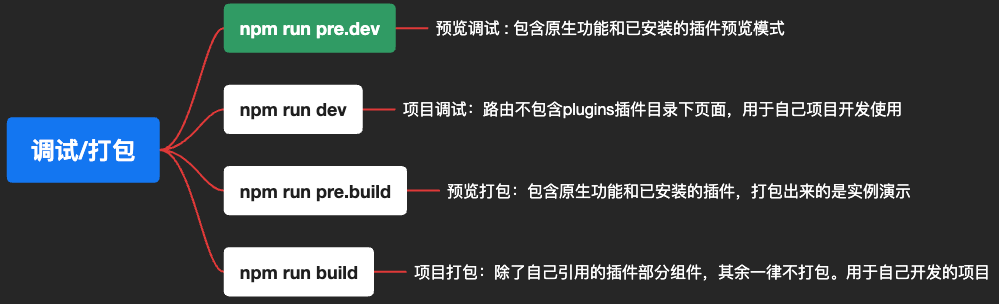 npm run pre.dev
预览调试 : 包含原生功能和已安装的插件预览模式
npm run dev
项目调试：路由不包含plugins插件目录下页面，用于自己项目开发使用
调试/打包
npm run pre.build
预览打包：包含原生功能和已安装的插件，打包出来的是实例演示
npm run build
项目打包：除了自己引用的插件部分组件，其余一律不打包。用于自己开发的项目